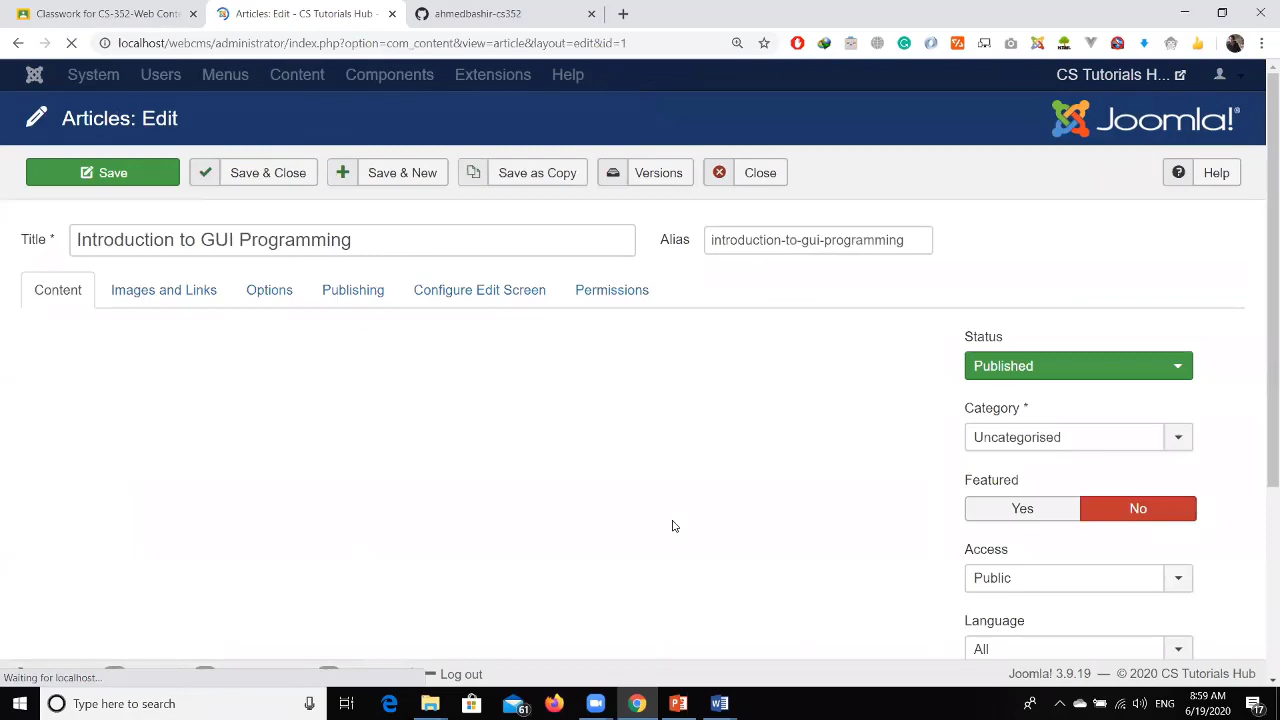 Classwork for CS-352-Web Cont
Articles: Edit - CS Tutorials Hub -
ahmedbashir-cs352
localhost/webcon/administrator/index.php?option=com_content&view=article&layout=edit&id=1
System Users Menus Content Components Extensions Help
CS Tutorials H...
Articles: Edit
Joomla!®
Save
Save & Close
Save & New
Save as Copy
Versions
Close
Help
Title * Introduction to GUI Programming
Alias introduction-to-gui-programming
Content Images and Links Options Publishing Configure Edit Screen Permissions
Status
Published
Category *
Uncategorised
Featured
Yes No
Access
Public
Language
All
Waiting for localhost...
Log out
Joomla! 3.9.19 — © 2020 CS Tutorials Hub
Type here to search
61
ENG
8:59 AM
6/19/2020
17